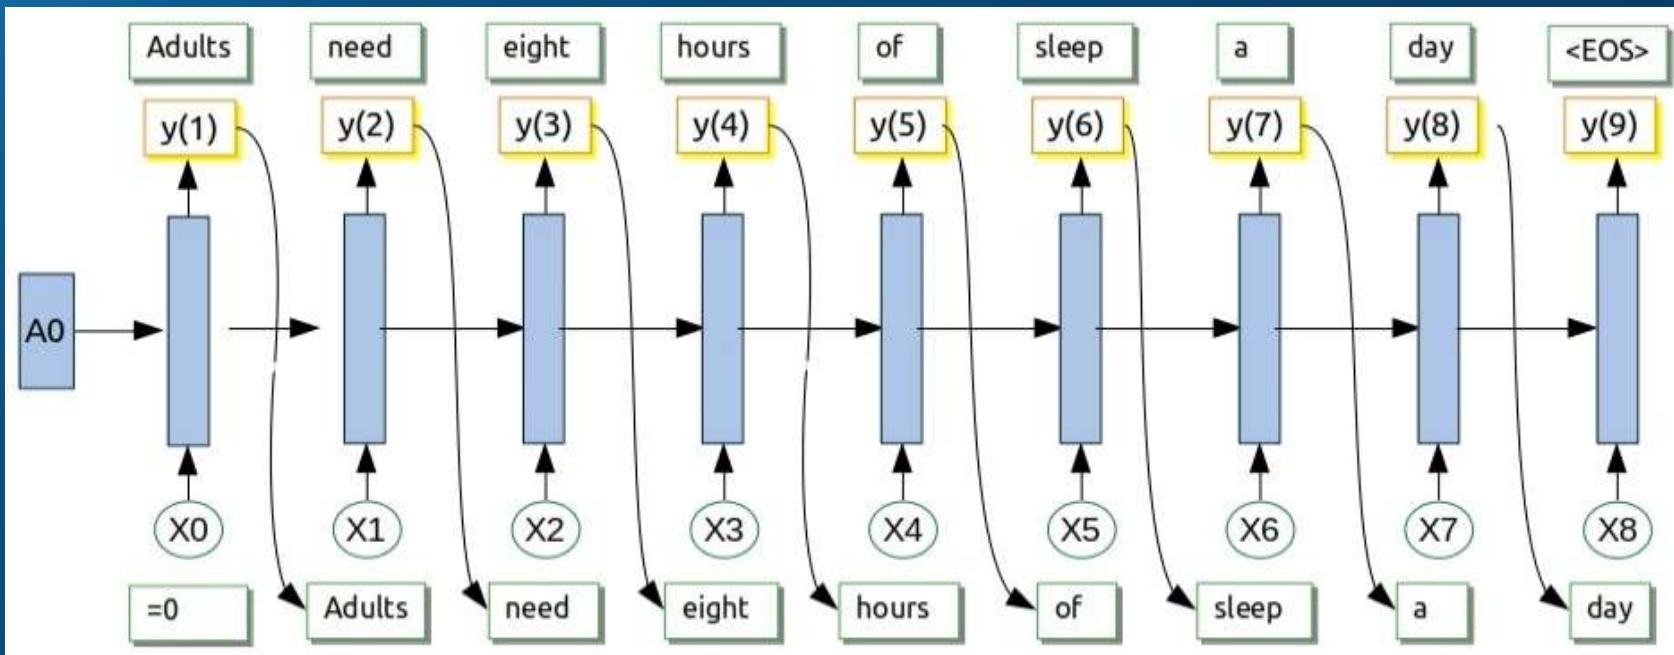 Adults need eight hours of sleep a day <EOS>
y(1) y(2) y(3) y(4) y(5) y(6) y(7) y(8) y(9)
A0
X0 X1 X2 X3 X4 X5 X6 X7 X8
=0 Adults need eight hours of sleep a day